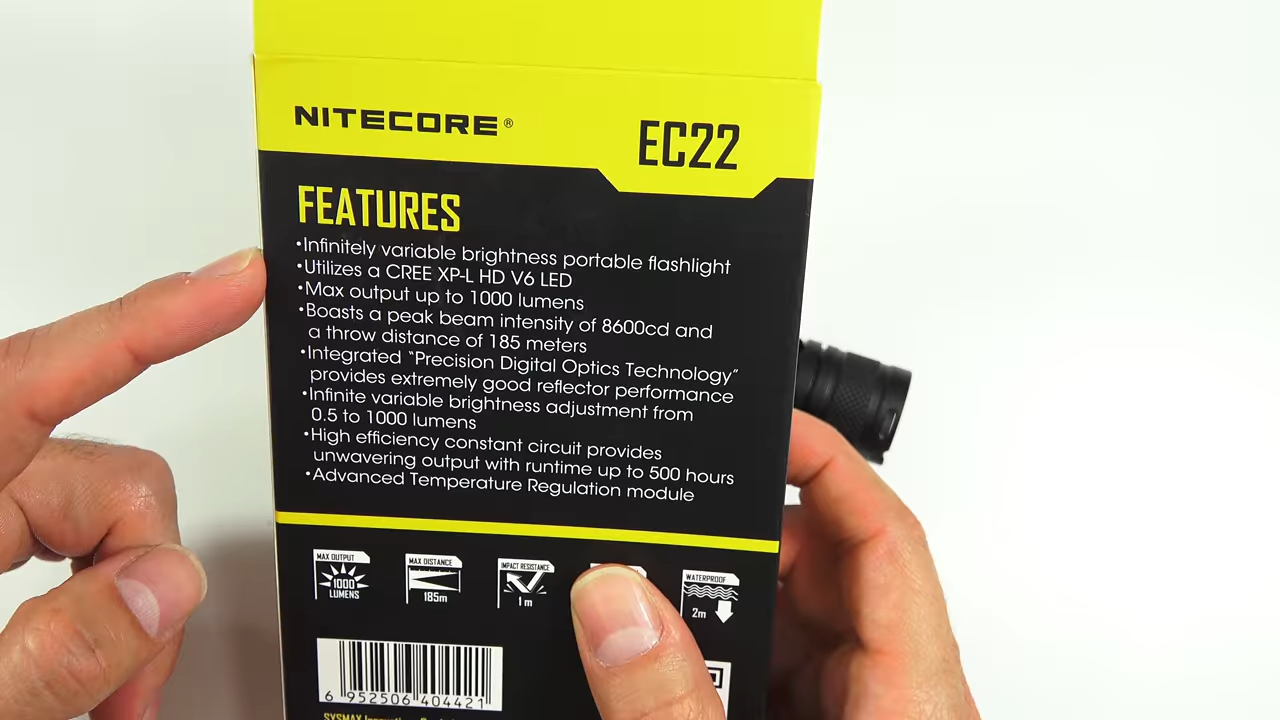 NITECORE®
EC22
FEATURES
•Infinitely variable brightness portable flashlight
•Utilizes a CREE XP-L HD V6 LED
•Max output up to 1000 lumens
•Boasts a peak beam intensity of 8600cd and
a throw distance of 185 meters
•Integrated “Precision Digital Optics Technology”
provides extremely good reflector performance
•Infinite variable brightness adjustment from
0.5 to 1000 lumens
•High efficiency constant circuit provides
unwavering output with runtime up to 500 hours
•Advanced Temperature Regulation module
MAX OUTPUT
1000
LUMENS
MAX DISTANCE
185m
IMPACT RESISTANCE
1 m
WATERPROOF
2m
6 952506 404421
SYSMAX